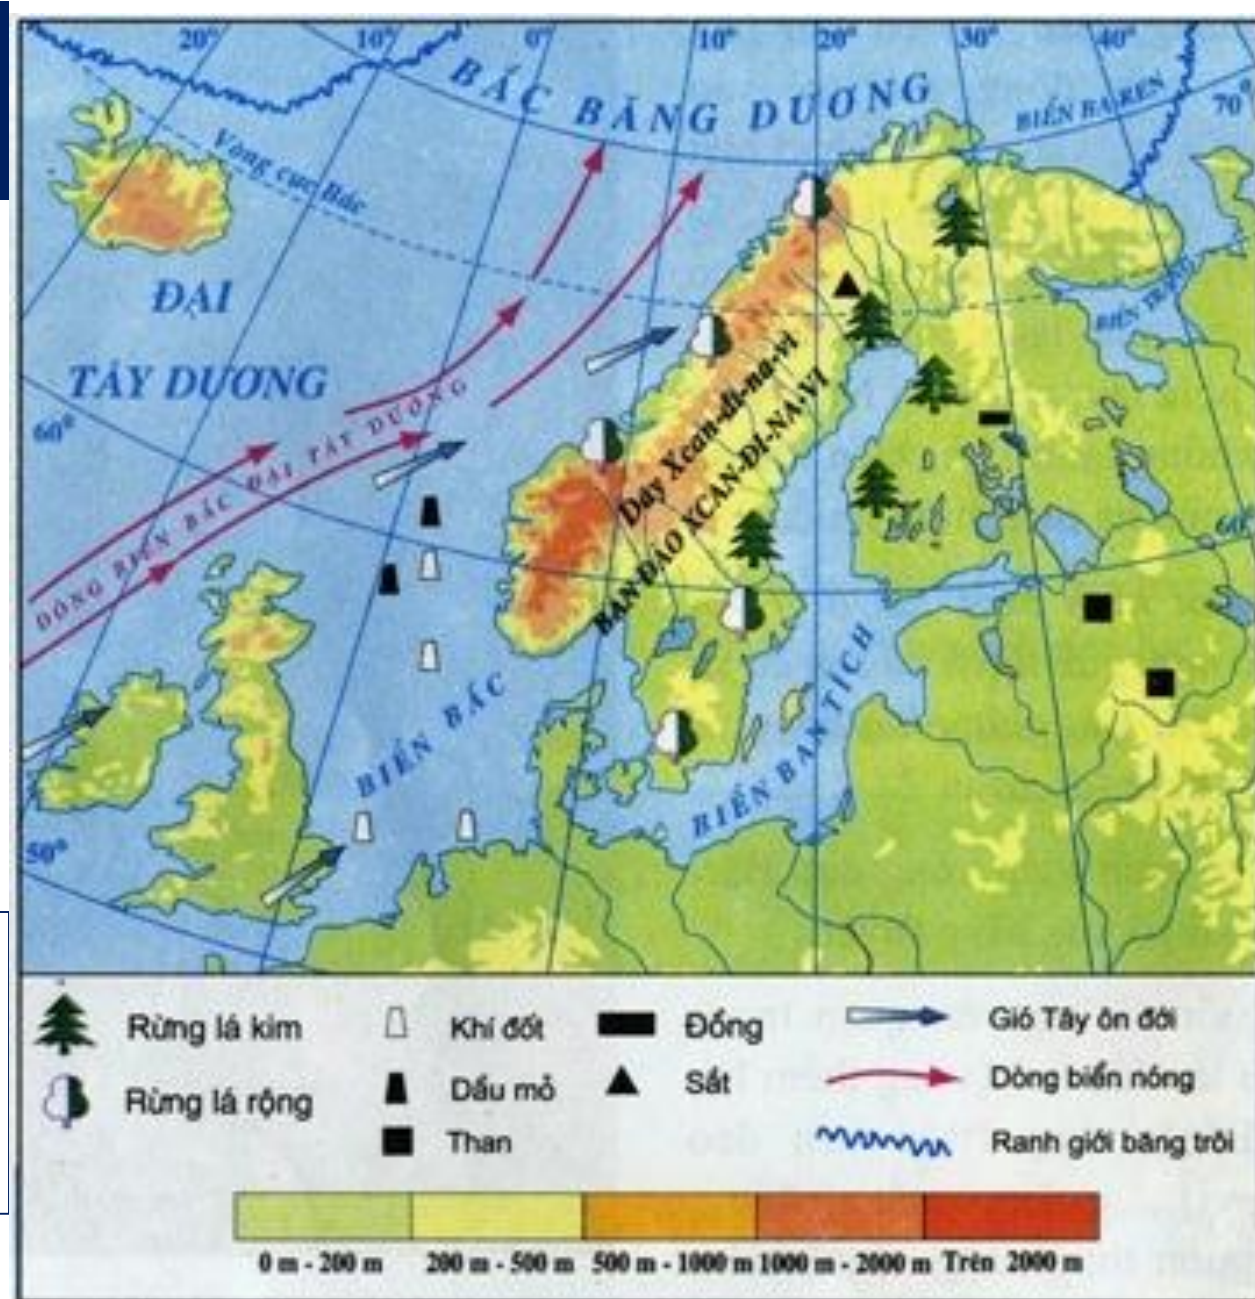 20° 10° 0° 10° 20° 30° 40°
BẮC BĂNG DƯƠNG
BIỂN BAREN
70°
Vòng cực Bắc
ĐẠI
TÂY DƯƠNG
BIỂN TRẮNG
60°
DÒNG BIỂN BẮC ĐẠI TÂY DƯƠNG
Dãy Xcan-đi-na-vi
BÁN ĐẢO XCAN-ĐI-NA-VI
60°
BIỂN BẮC
BIỂN BAN TÍCH
50°
Rừng lá kim
Khí đốt
Đồng
Gió Tây ôn đới
Rừng lá rộng
Dầu mỏ
Sắt
Dòng biển nóng
Than
Ranh giới băng trôi
0 m - 200 m 200 m - 500 m 500 m - 1000 m 1000 m - 2000 m Trên 2000 m